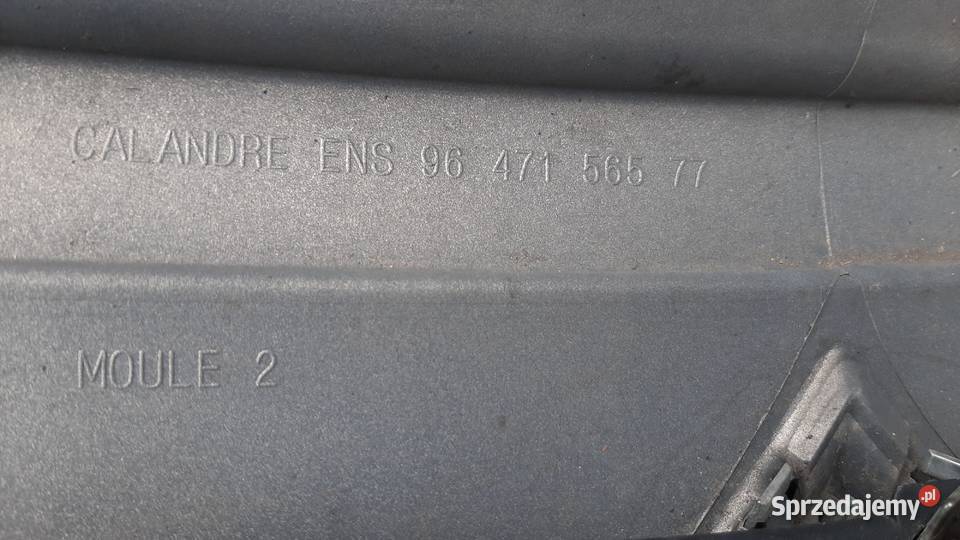 CALANDRE ENS 96 471 565 77
MOULE 2
Sprzedajemy.pl